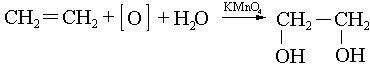 CH₂=CH₂ + [O] + H₂O —KMnO₄→ CH₂—CH₂
OH OH